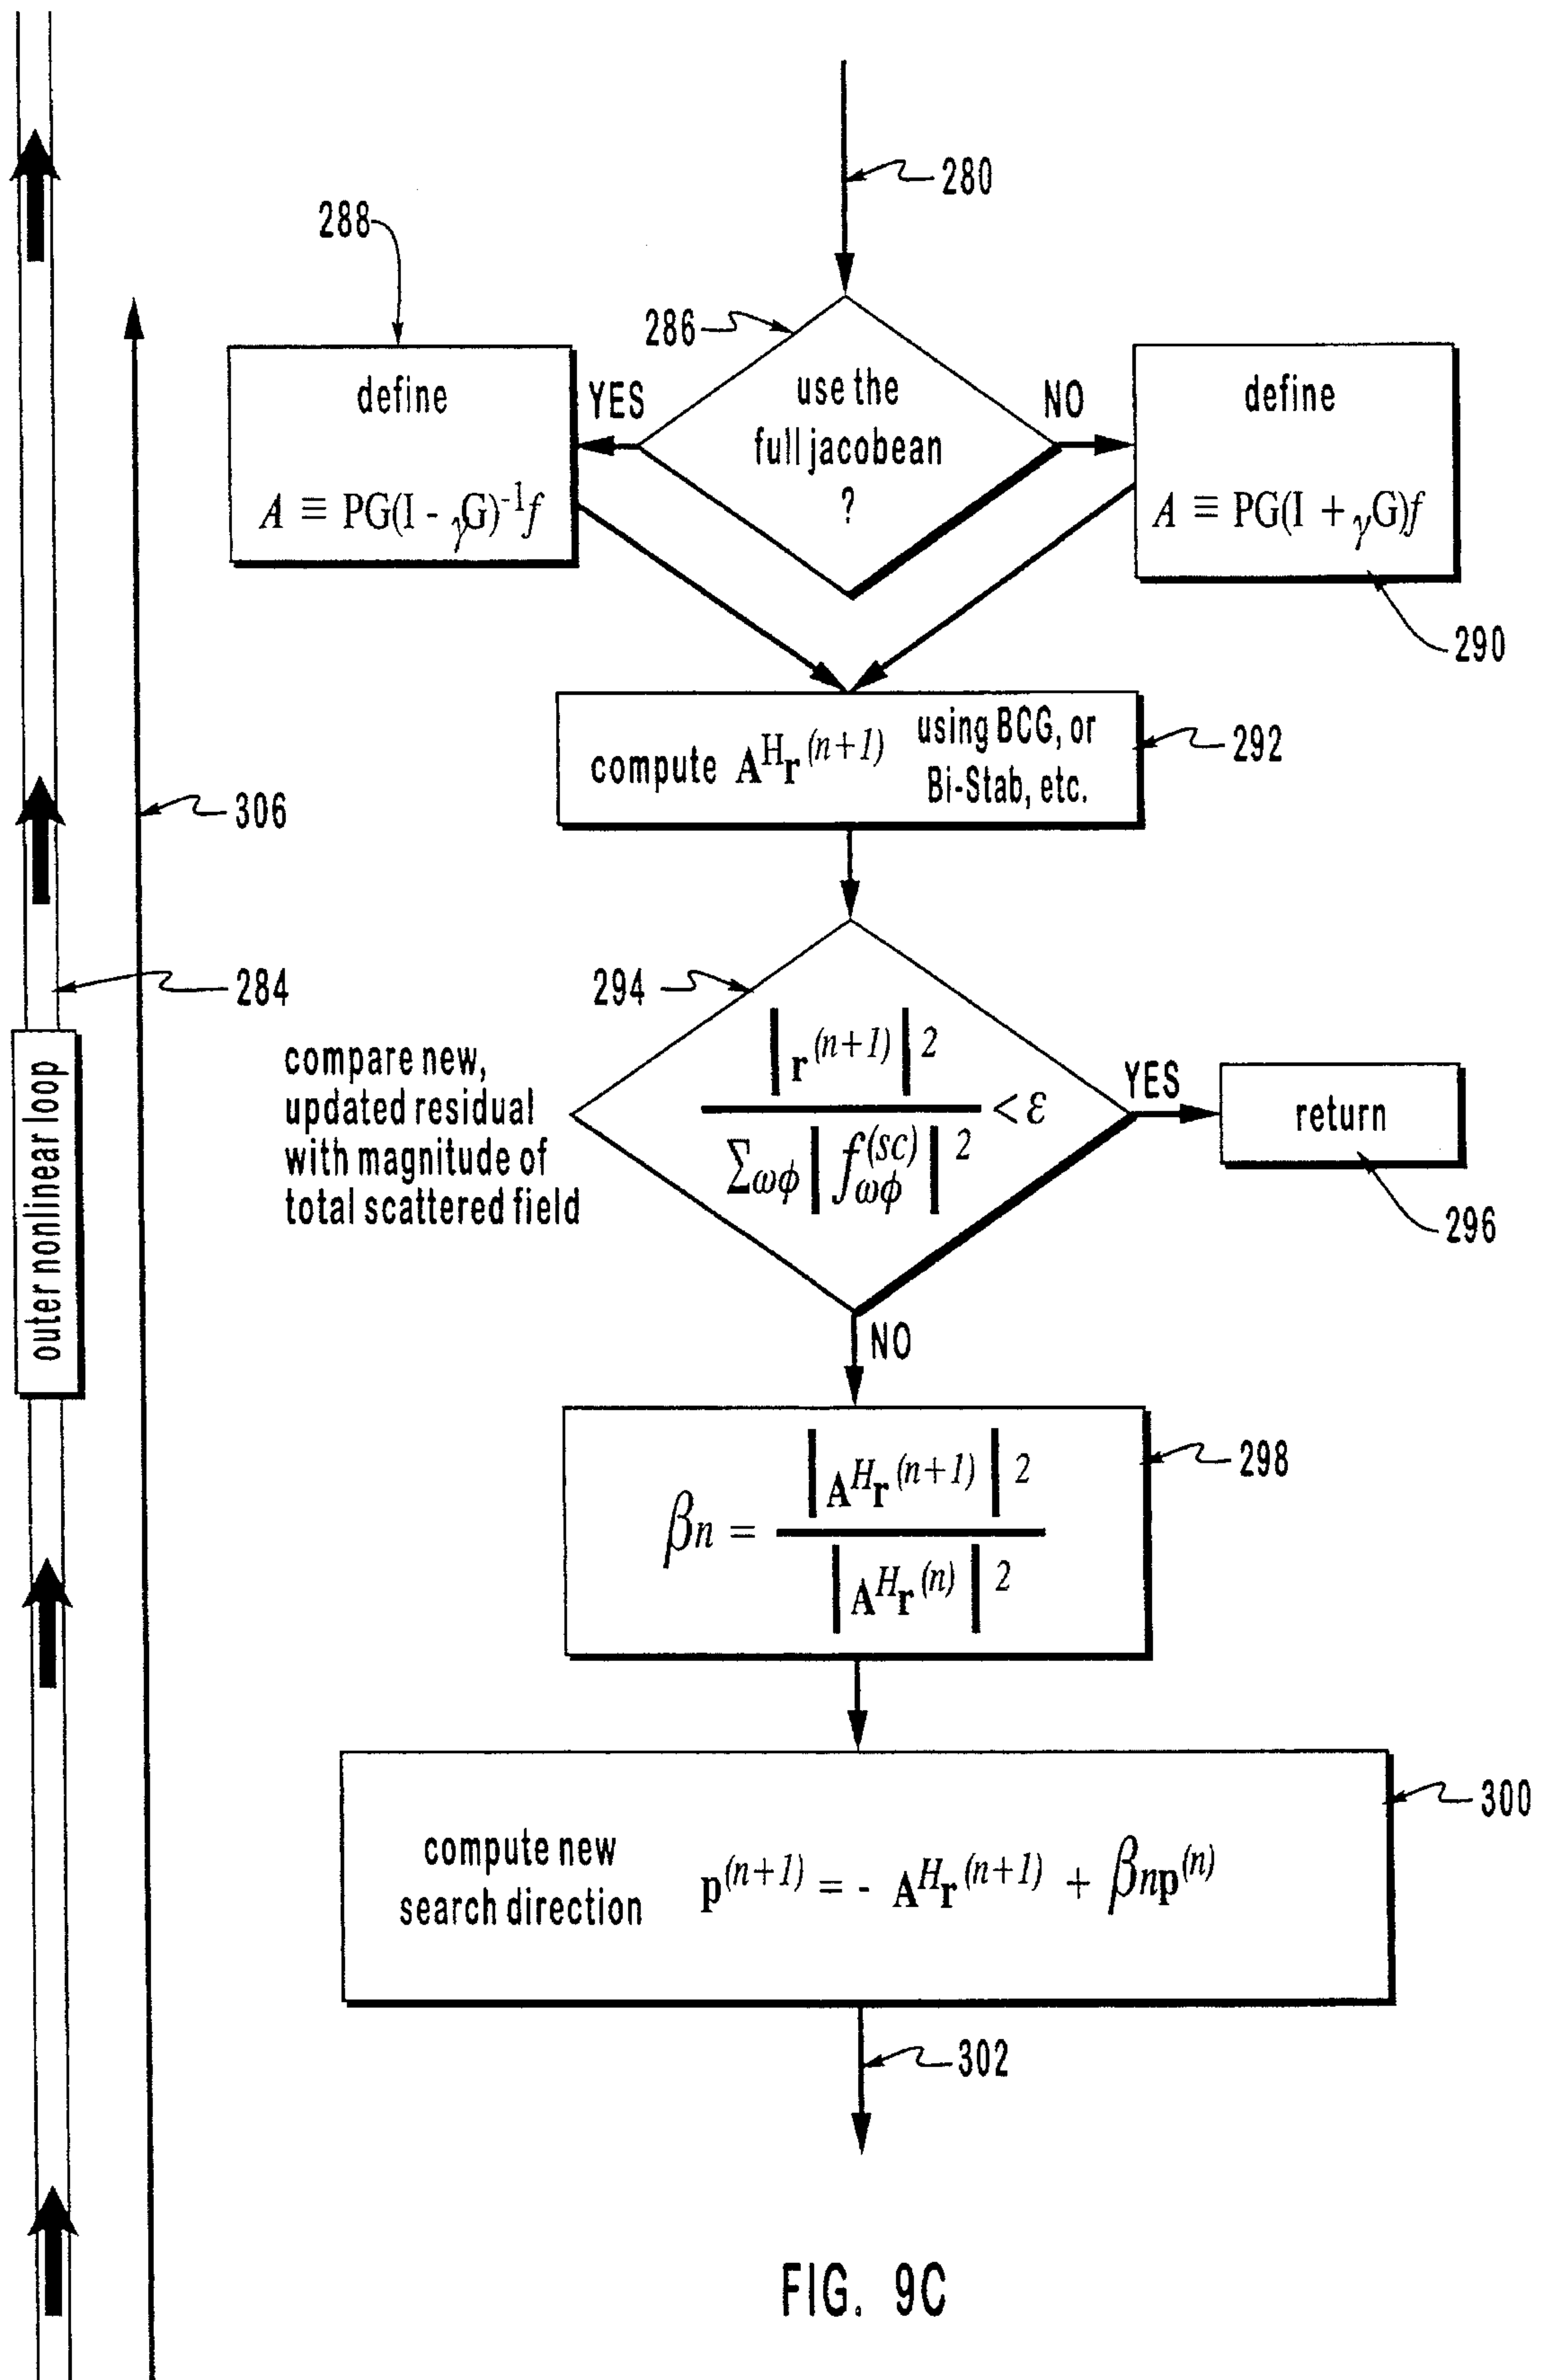 280
288
286
define
A ≡ PG(I - γG)⁻¹f
YES
use the
full jacobean
?
NO
define
A ≡ PG(I + γG)f
290
compute Aᴴr⁽ⁿ⁺¹⁾ using BCG, or
Bi-Stab, etc.
292
306
284
outer nonlinear loop
294
compare new,
updated residual
with magnitude of
total scattered field
|r⁽ⁿ⁺¹⁾|²
< ε
Σωφ|f_ωφ^(sc)|²
YES
return
296
NO
298
βn = |Aᴴr⁽ⁿ⁺¹⁾|²
|Aᴴr⁽ⁿ⁾|²
300
compute new
search direction
p⁽ⁿ⁺¹⁾ = - Aᴴr⁽ⁿ⁺¹⁾ + βnp⁽ⁿ⁾
302
FIG. 9C